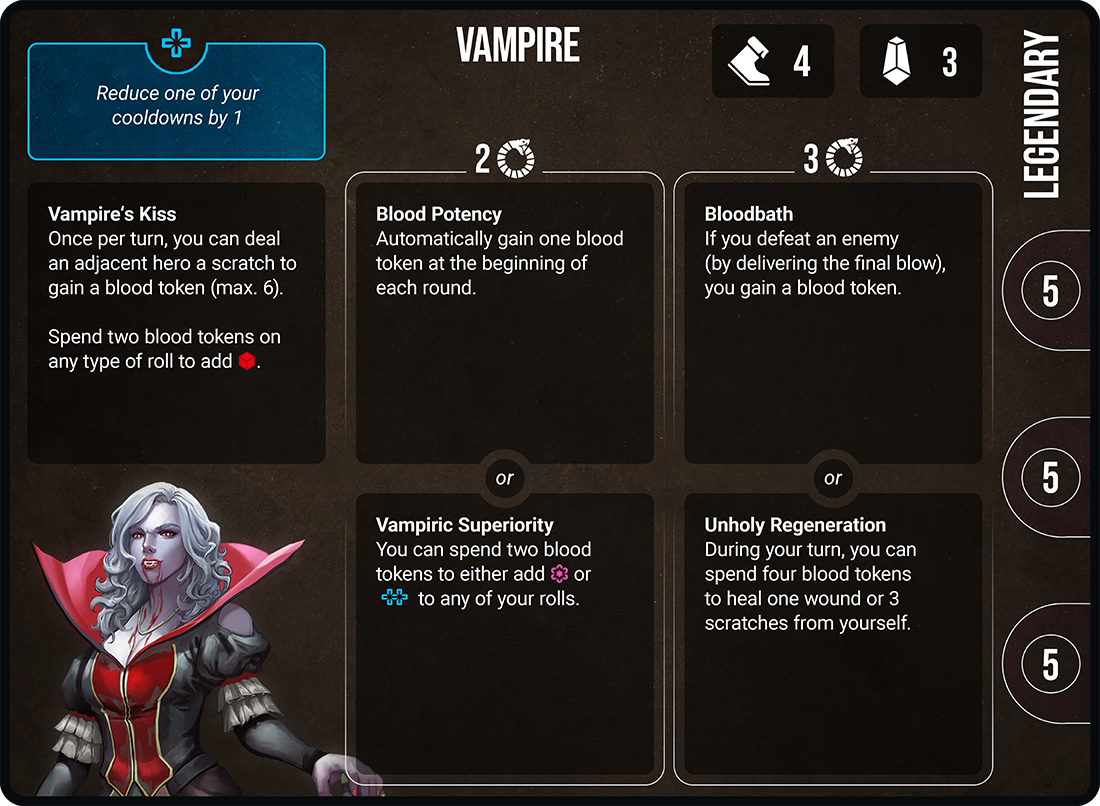 VAMPIRE
4
3
LEGENDARY
Reduce one of your
cooldowns by 1
Vampire‘s Kiss
Once per turn, you can deal
an adjacent hero a scratch to
gain a blood token (max. 6).
Spend two blood tokens on
any type of roll to add .
2
Blood Potency
Automatically gain one blood
token at the beginning of
each round.
or
Vampiric Superiority
You can spend two blood
tokens to either add or
to any of your rolls.
3
Bloodbath
If you defeat an enemy
(by delivering the final blow),
you gain a blood token.
or
Unholy Regeneration
During your turn, you can
spend four blood tokens
to heal one wound or 3
scratches from yourself.
5
5
5